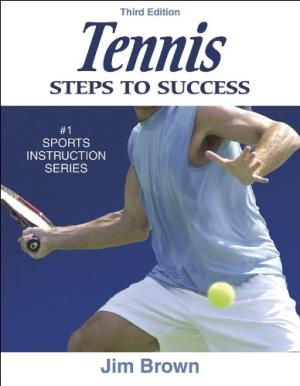 Third Edition
Tennis
STEPS TO SUCCESS
#1
SPORTS
INSTRUCTION
SERIES
Jim Brown